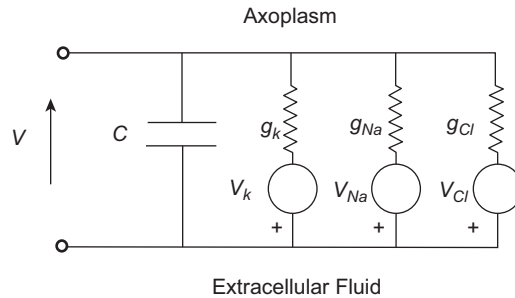 Axoplasm
V
C
g_k
g_Na
g_Cl
V_k
V_Na
V_Cl
+
+
+
Extracellular Fluid